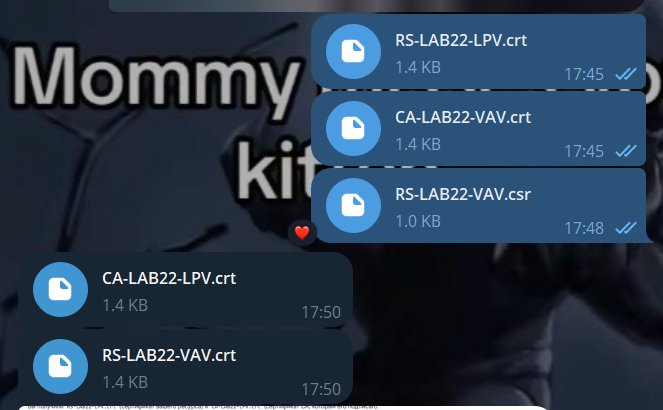 RS-LAB22-LPV.crt
1.4 KB
17:45
Mommy
CA-LAB22-VAV.crt
1.4 KB
17:45
RS-LAB22-VAV.csr
1.0 KB
17:48
CA-LAB22-LPV.crt
1.4 KB
17:50
RS-LAB22-VAV.crt
1.4 KB
17:50